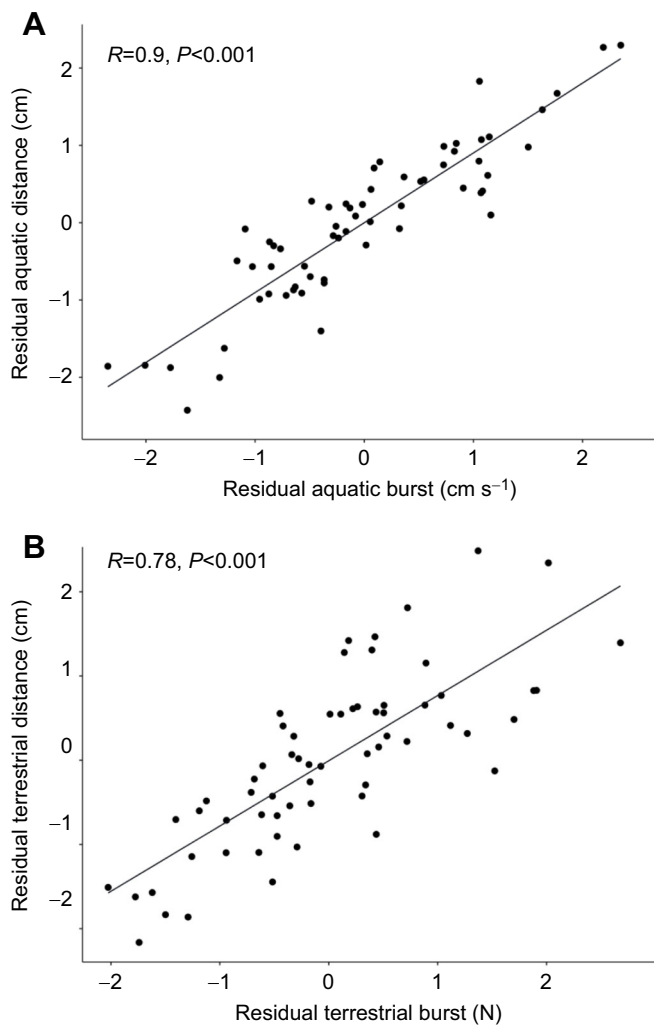 A
R=0.9, P<0.001
2
1
0
–1
–2
Residual aquatic distance (cm)
–2 –1 0 1 2
Residual aquatic burst (cm s–1)
B
R=0.78, P<0.001
2
1
0
–1
–2
Residual terrestrial distance (cm)
–2 –1 0 1 2
Residual terrestrial burst (N)